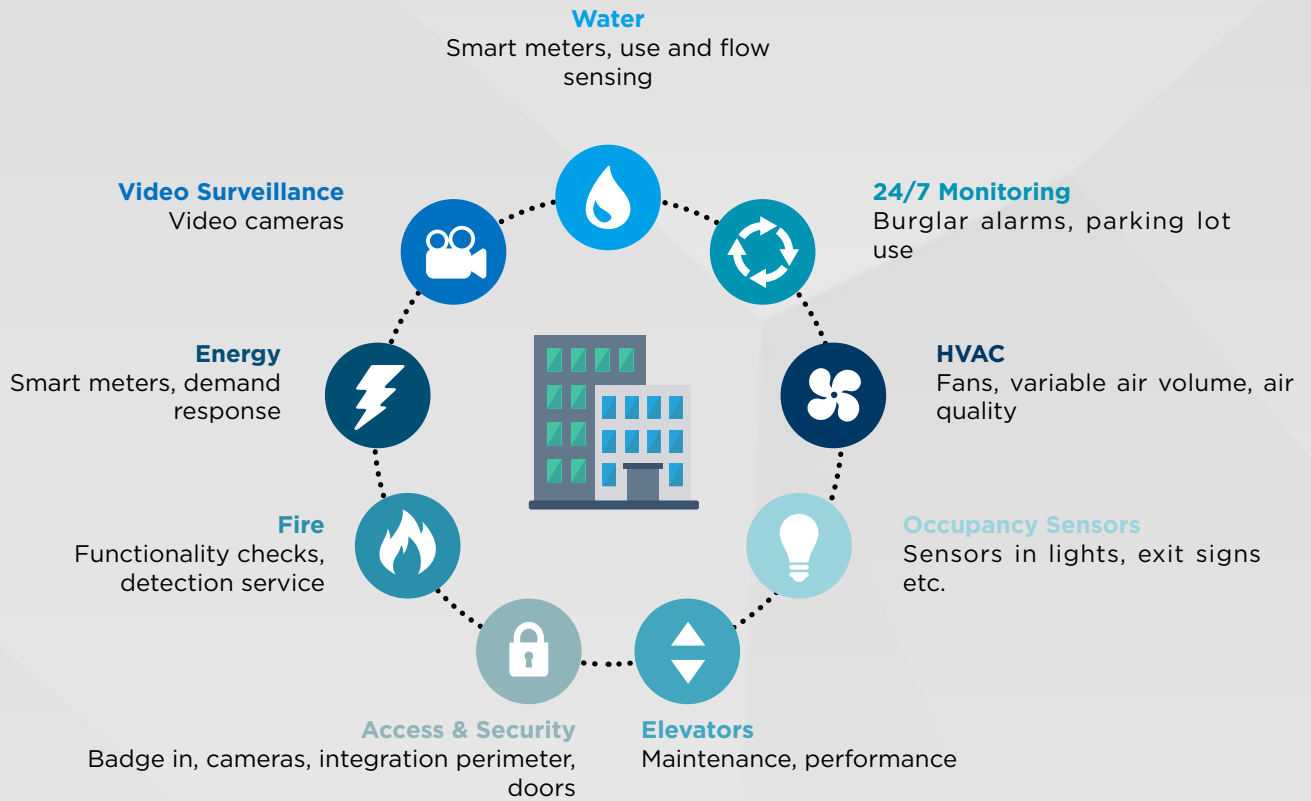 Water
Smart meters, use and flow
sensing
Video Surveillance
Video cameras
24/7 Monitoring
Burglar alarms, parking lot
use
Energy
Smart meters, demand
response
HVAC
Fans, variable air volume, air
quality
Fire
Functionality checks,
detection service
Occupancy Sensors
Sensors in lights, exit signs
etc.
Access & Security
Badge in, cameras, integration perimeter,
doors
Elevators
Maintenance, performance